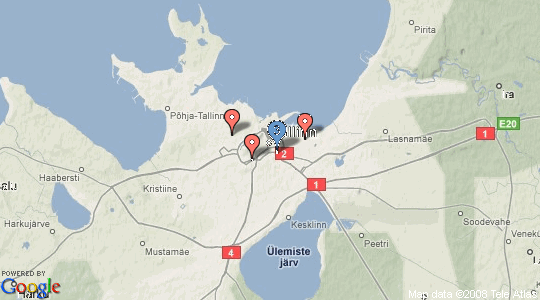 Pirita
Põhja-Tallinn
Lasnamäe
E20
1
2
Haabersti
Kristiine
1
Harkujärve
Kesklinn
Soodevahe
Peetri
Mustamäe
4
Ülemiste
järv
POWERED BY
Google
Map data ©2008 Tele Atlas